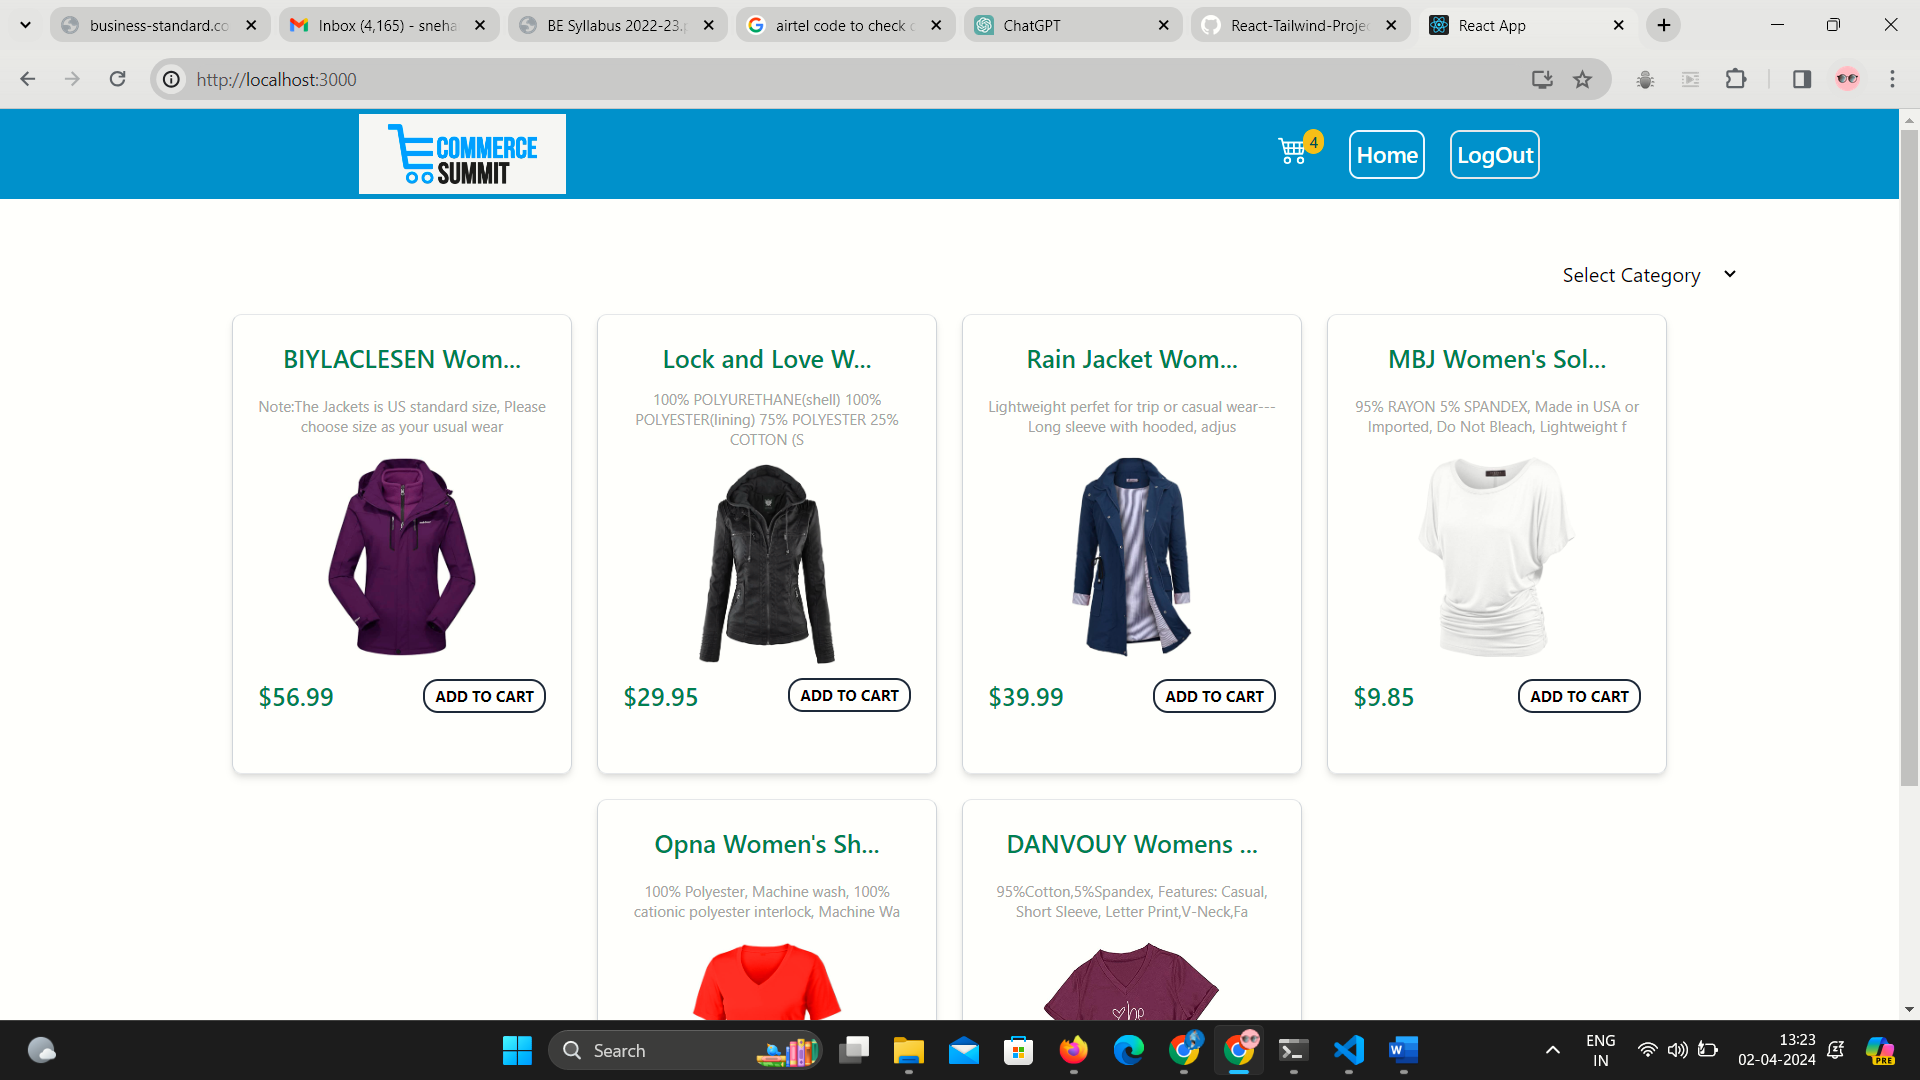 business-standard.co
Inbox (4,165) - sneha
BE Syllabus 2022-23.p
airtel code to check
ChatGPT
React-Tailwind-Projec
React App
http://localhost:3000
COMMERCE
SUMMIT
4
Home
LogOut
Select Category
BIYLACLESEN Wom...
Lock and Love W...
Rain Jacket Wom...
MBJ Women's Sol...
Note:The Jackets is US standard size, Please
choose size as your usual wear
100% POLYURETHANE(shell) 100%
POLYESTER(lining) 75% POLYESTER 25%
COTTON (S
Lightweight perfet for trip or casual wear---
Long sleeve with hooded, adjus
95% RAYON 5% SPANDEX, Made in USA or
Imported, Do Not Bleach, Lightweight f
$56.99
ADD TO CART
$29.95
ADD TO CART
$39.99
ADD TO CART
$9.85
ADD TO CART
Opna Women's Sh...
DANVOUY Womens ...
100% Polyester, Machine wash, 100%
cationic polyester interlock, Machine Wa
95%Cotton,5%Spandex, Features: Casual,
Short Sleeve, Letter Print,V-Neck,Fa
Search
ENG
IN
13:23
02-04-2024
PRE